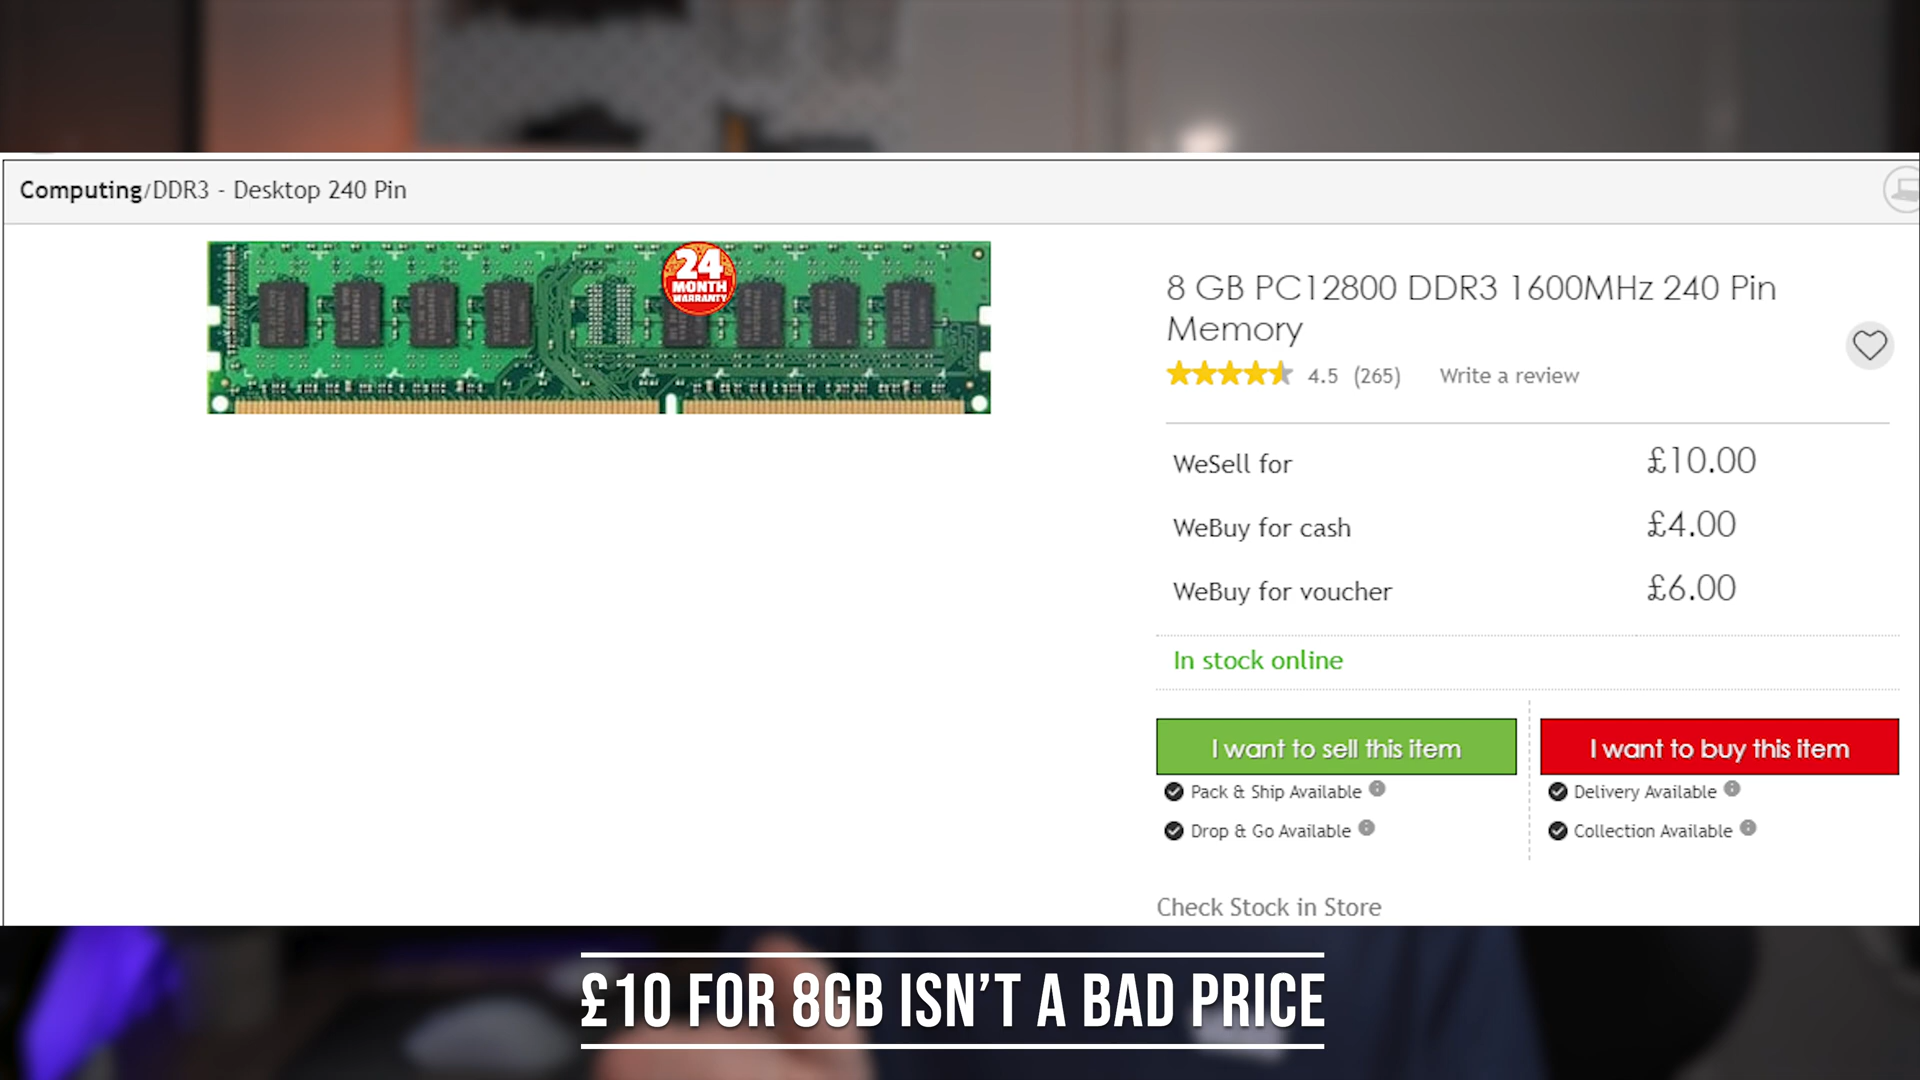 Computing/DDR3 - Desktop 240 Pin
24
MONTH
WARRANTY
8 GB PC12800 DDR3 1600MHz 240 Pin
Memory
4.5 (265) Write a review
WeSell for £10.00
WeBuy for cash £4.00
WeBuy for voucher £6.00
In stock online
I want to sell this item
I want to buy this item
Pack & Ship Available
Delivery Available
Drop & Go Available
Collection Available
Check Stock in Store
£10 FOR 8GB ISN'T A BAD PRICE